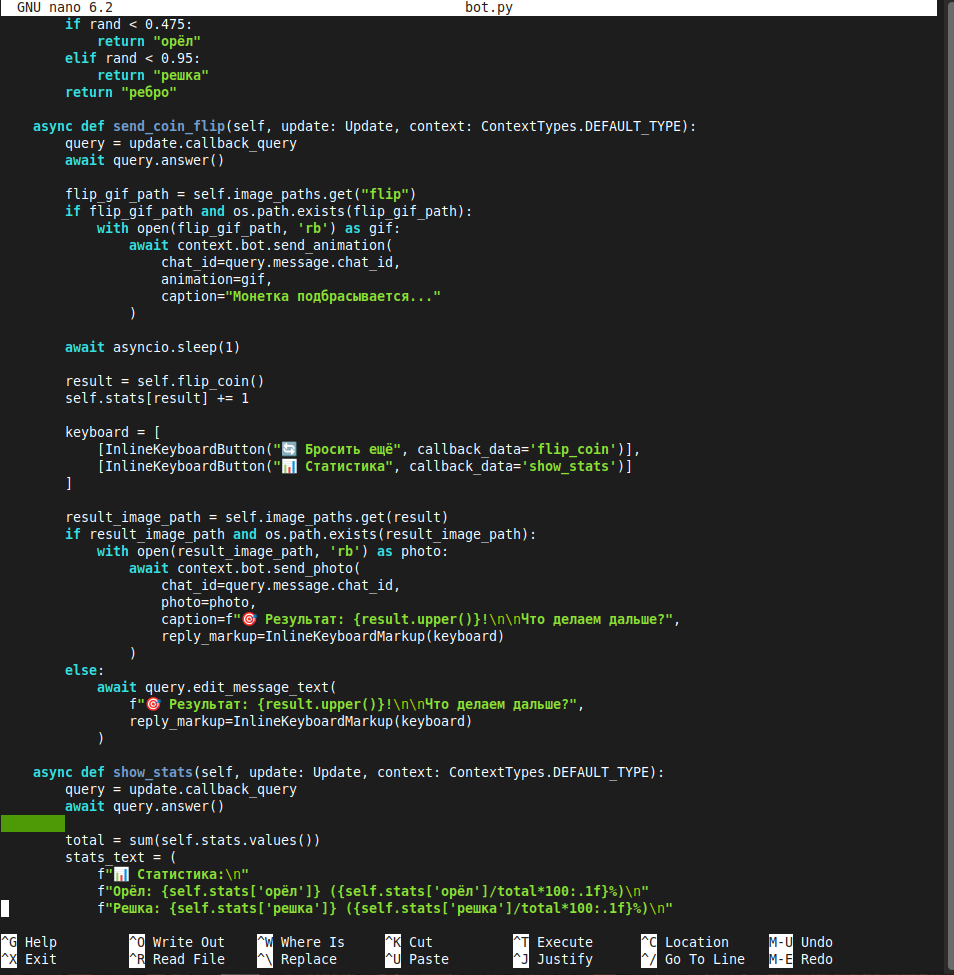 GNU nano 6.2 bot.py
        if rand < 0.475:
            return "орёл"
        elif rand < 0.95:
            return "решка"
        return "ребро"

    async def send_coin_flip(self, update: Update, context: ContextTypes.DEFAULT_TYPE):
        query = update.callback_query
        await query.answer()

        flip_gif_path = self.image_paths.get("flip")
        if flip_gif_path and os.path.exists(flip_gif_path):
            with open(flip_gif_path, 'rb') as gif:
                await context.bot.send_animation(
                    chat_id=query.message.chat_id,
                    animation=gif,
                    caption="Монетка подбрасывается..."
                )

        await asyncio.sleep(1)

        result = self.flip_coin()
        self.stats[result] += 1

        keyboard = [
            [InlineKeyboardButton("🔄 Бросить ещё", callback_data='flip_coin')],
            [InlineKeyboardButton("📊 Статистика", callback_data='show_stats')]
        ]

        result_image_path = self.image_paths.get(result)
        if result_image_path and os.path.exists(result_image_path):
            with open(result_image_path, 'rb') as photo:
                await context.bot.send_photo(
                    chat_id=query.message.chat_id,
                    photo=photo,
                    caption=f"🎯 Результат: {result.upper()}!\n\nЧто делаем дальше?",
                    reply_markup=InlineKeyboardMarkup(keyboard)
                )
        else:
            await query.edit_message_text(
                f"🎯 Результат: {result.upper()}!\n\nЧто делаем дальше?",
                reply_markup=InlineKeyboardMarkup(keyboard)
            )

    async def show_stats(self, update: Update, context: ContextTypes.DEFAULT_TYPE):
        query = update.callback_query
        await query.answer()

        total = sum(self.stats.values())
        stats_text = (
            f"📊 Статистика:\n"
            f"Орёл: {self.stats['орёл']} ({self.stats['орёл']/total*100:.1f}%)\n"
            f"Решка: {self.stats['решка']} ({self.stats['решка']/total*100:.1f}%)\n"

^G Help ^O Write Out ^W Where Is ^K Cut ^T Execute ^C Location M-U Undo
^X Exit ^R Read File ^\ Replace ^U Paste ^J Justify ^/ Go To Line M-E Redo